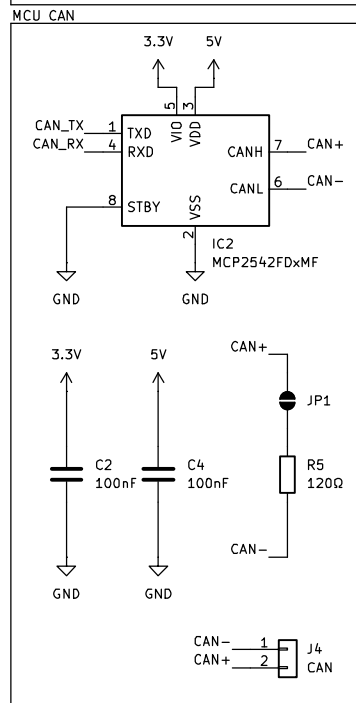 MCU CAN
3.3V 5V
5 3
CAN_TX 1 TXD VIO VDD
CAN_RX 4 RXD CANH 7 CAN+
CANL 6 CAN-
8 STBY VSS
2
IC2
MCP2542FDxMF
GND GND
3.3V 5V CAN+
JP1
C2 C4 R5
100nF 100nF 120Ω
CAN-
GND GND
CAN- 1 J4
CAN+ 2 CAN